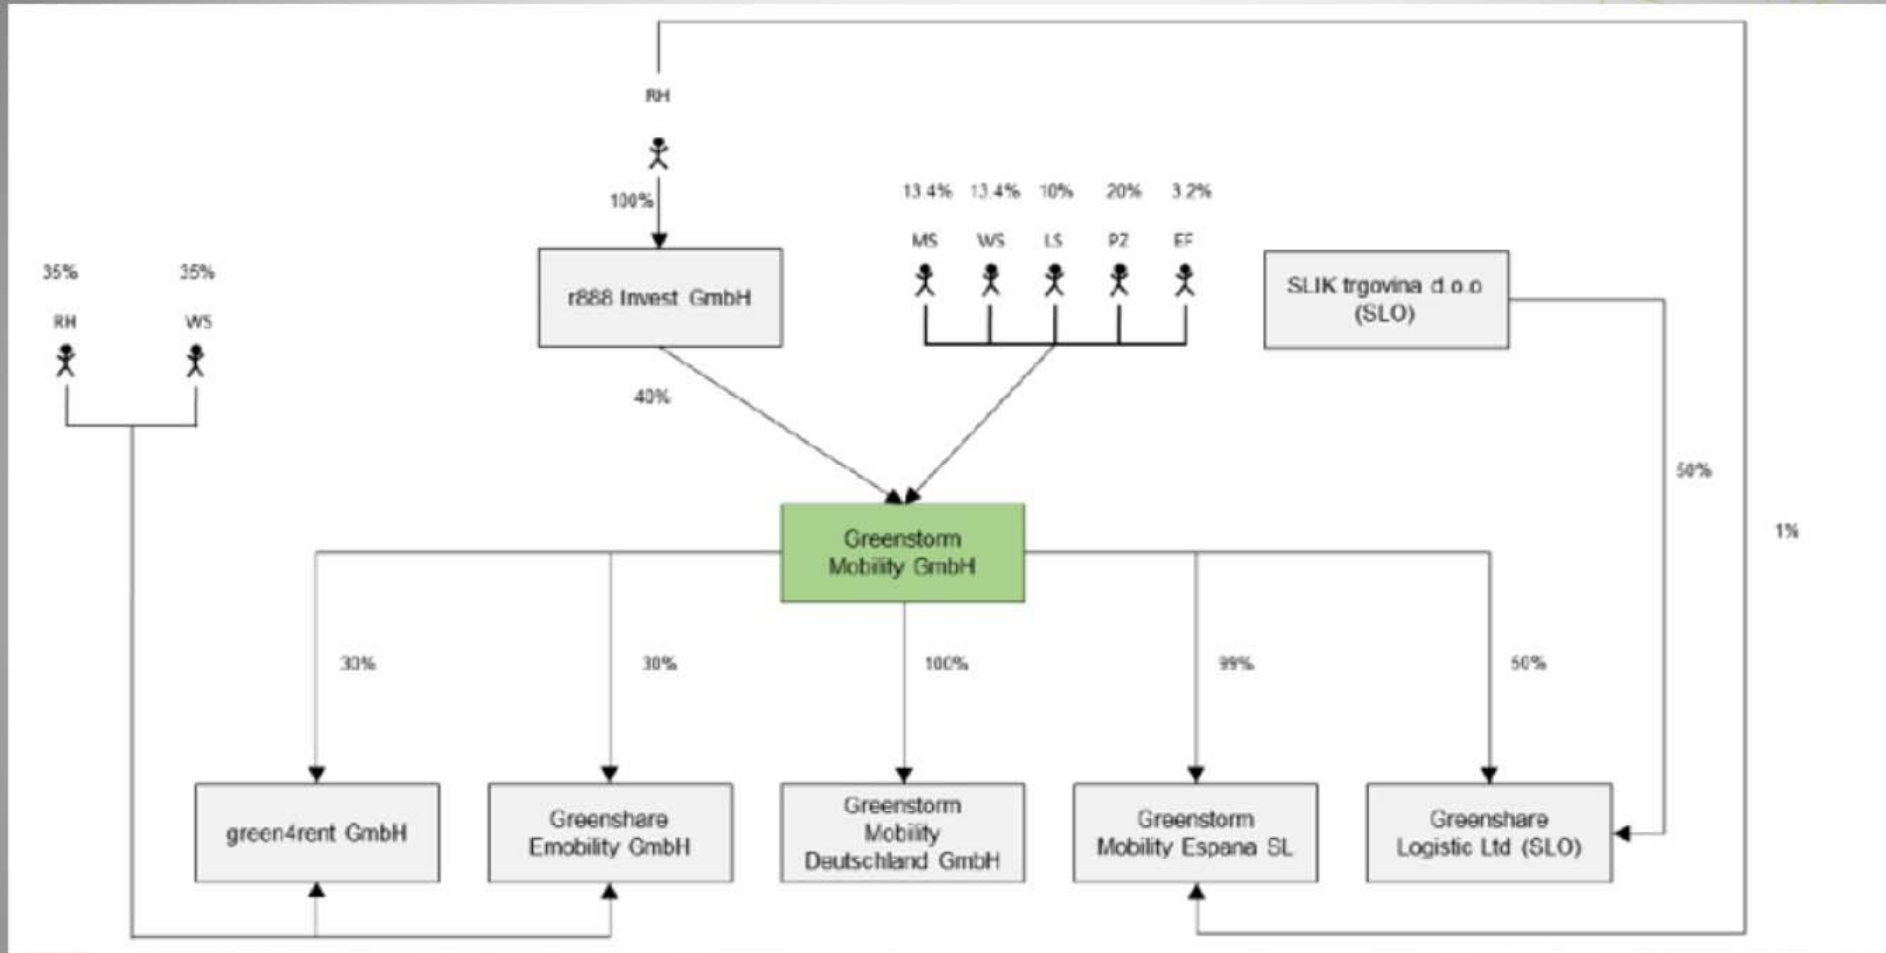 RH
100%
13.4% 13.4% 10% 20% 3.2%
MS WS LS PZ EF
35% 35%
RH WS
r888 Invest GmbH
SLIK trgovina d.o.o
(SLO)
40%
50%
1%
Greenstorm
Mobility GmbH
30% 30% 100% 99% 50%
green4rent GmbH
Greenshare
Emobility GmbH
Greenstorm
Mobility
Deutschland GmbH
Greenstorm
Mobility Espana SL
Greenshare
Logistic Ltd (SLO)